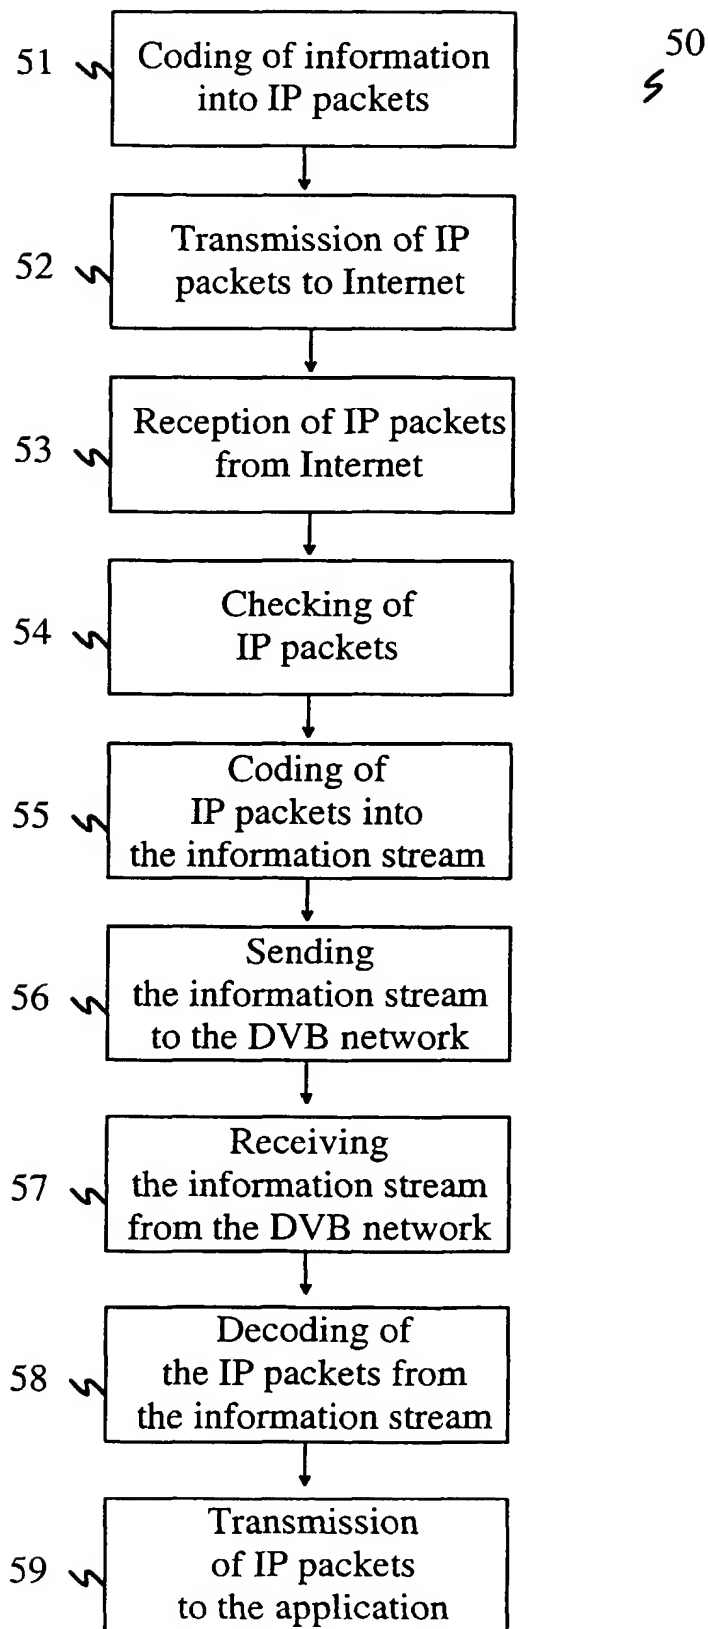 50
51
Coding of information
into IP packets
52
Transmission of IP
packets to Internet
53
Reception of IP packets
from Internet
54
Checking of
IP packets
55
Coding of
IP packets into
the information stream
56
Sending
the information stream
to the DVB network
57
Receiving
the information stream
from the DVB network
58
Decoding of
the IP packets from
the information stream
59
Transmission
of IP packets
to the application